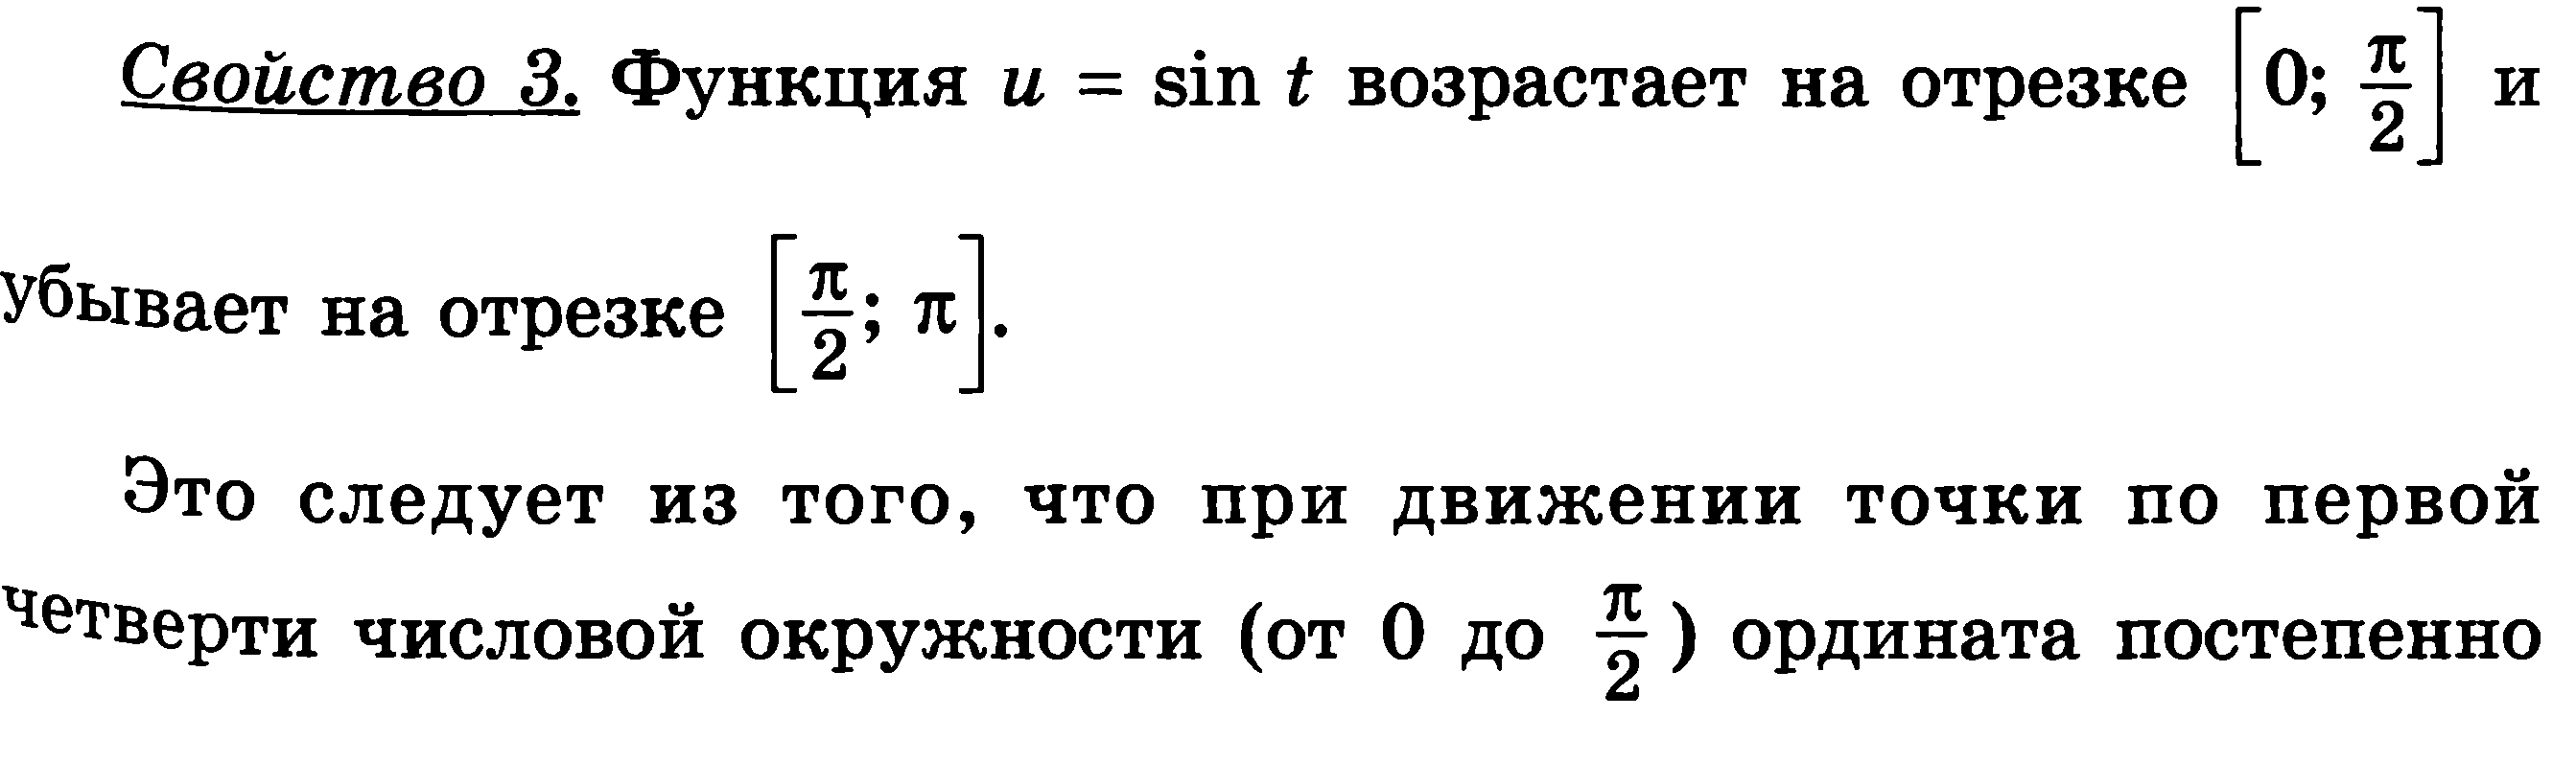 Свойство 3. Функция u = sin t возрастает на отрезке [0; π/2] и
убывает на отрезке [π/2; π].
Это следует из того, что при движении точки по первой
четверти числовой окружности (от 0 до π/2) ордината постепенно